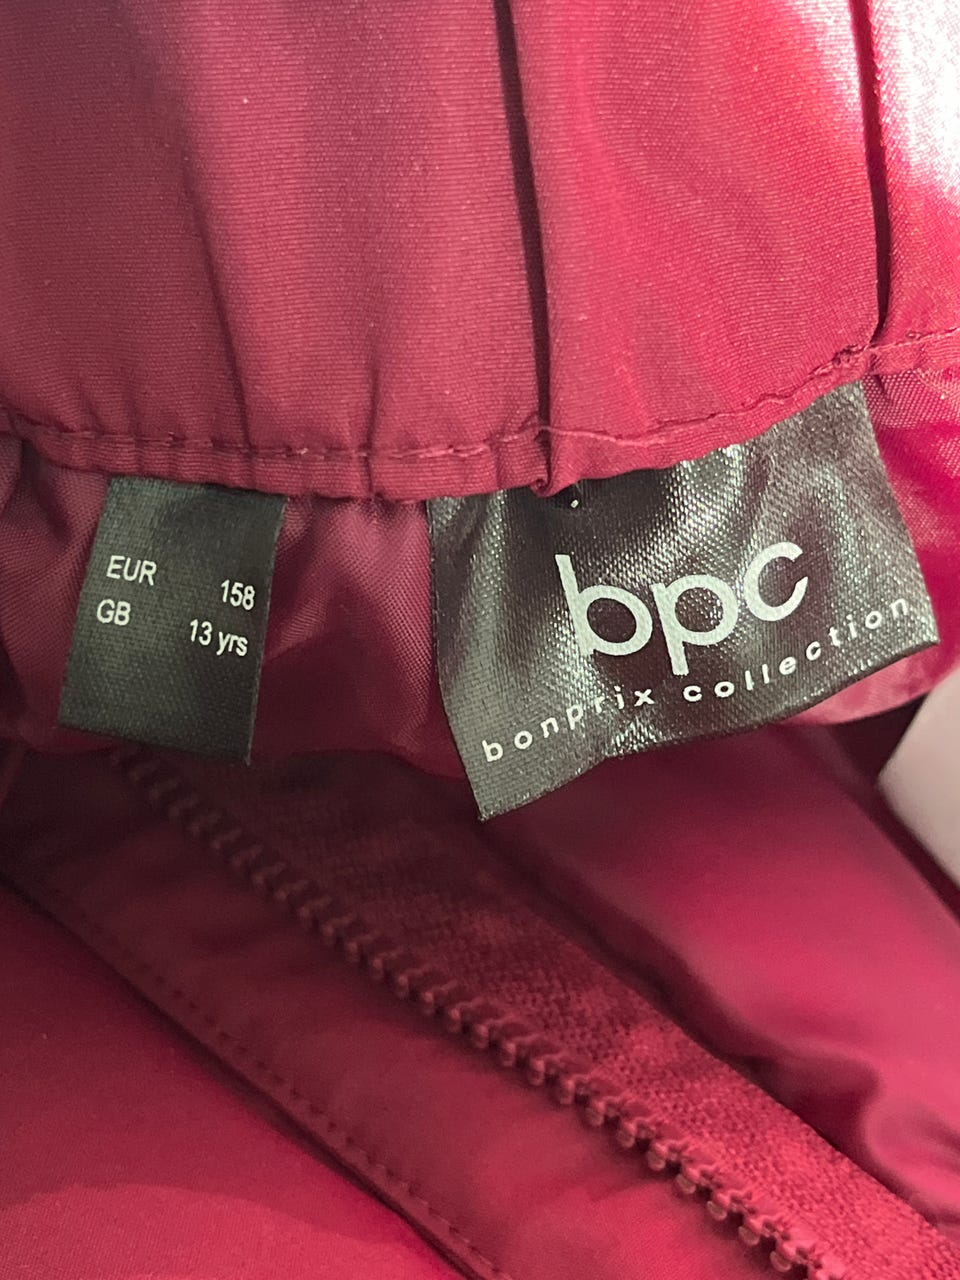 EUR 158
GB 13 yrs
bpc
bonprix collection